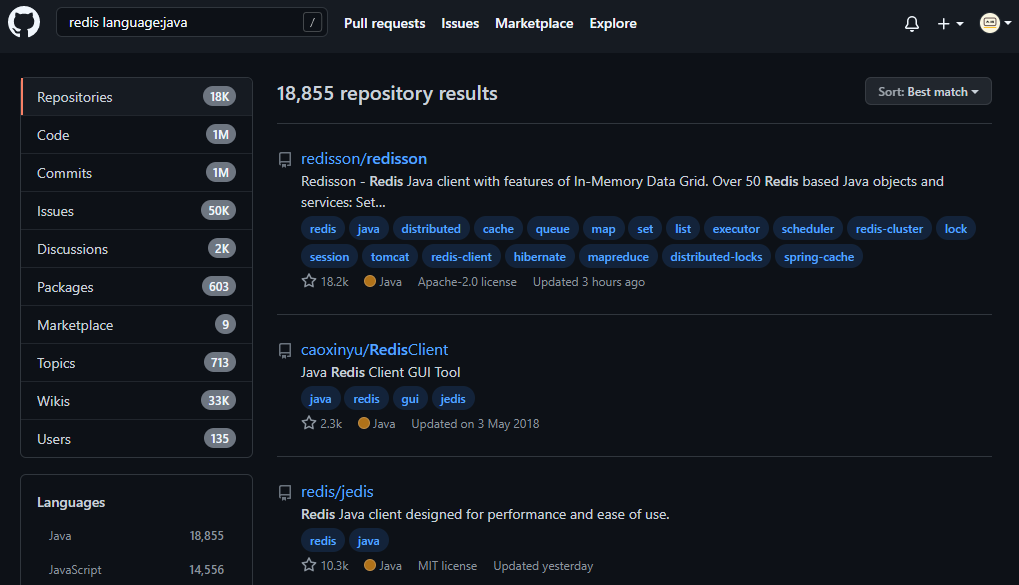 redis language:java / Pull requests Issues Marketplace Explore
Repositories 18K
Code 1M
Commits 1M
Issues 50K
Discussions 2K
Packages 603
Marketplace 9
Topics 713
Wikis 33K
Users 135
Languages
Java 18,855
JavaScript 14,556
18,855 repository results Sort: Best match
redisson/redisson
Redisson - Redis Java client with features of In-Memory Data Grid. Over 50 Redis based Java objects and
services: Set...
redis java distributed cache queue map set list executor scheduler redis-cluster lock
session tomcat redis-client hibernate mapreduce distributed-locks spring-cache
18.2k Java Apache-2.0 license Updated 3 hours ago
caoxinyu/RedisClient
Java Redis Client GUI Tool
java redis gui jedis
2.3k Java Updated on 3 May 2018
redis/jedis
Redis Java client designed for performance and ease of use.
redis java
10.3k Java MIT license Updated yesterday